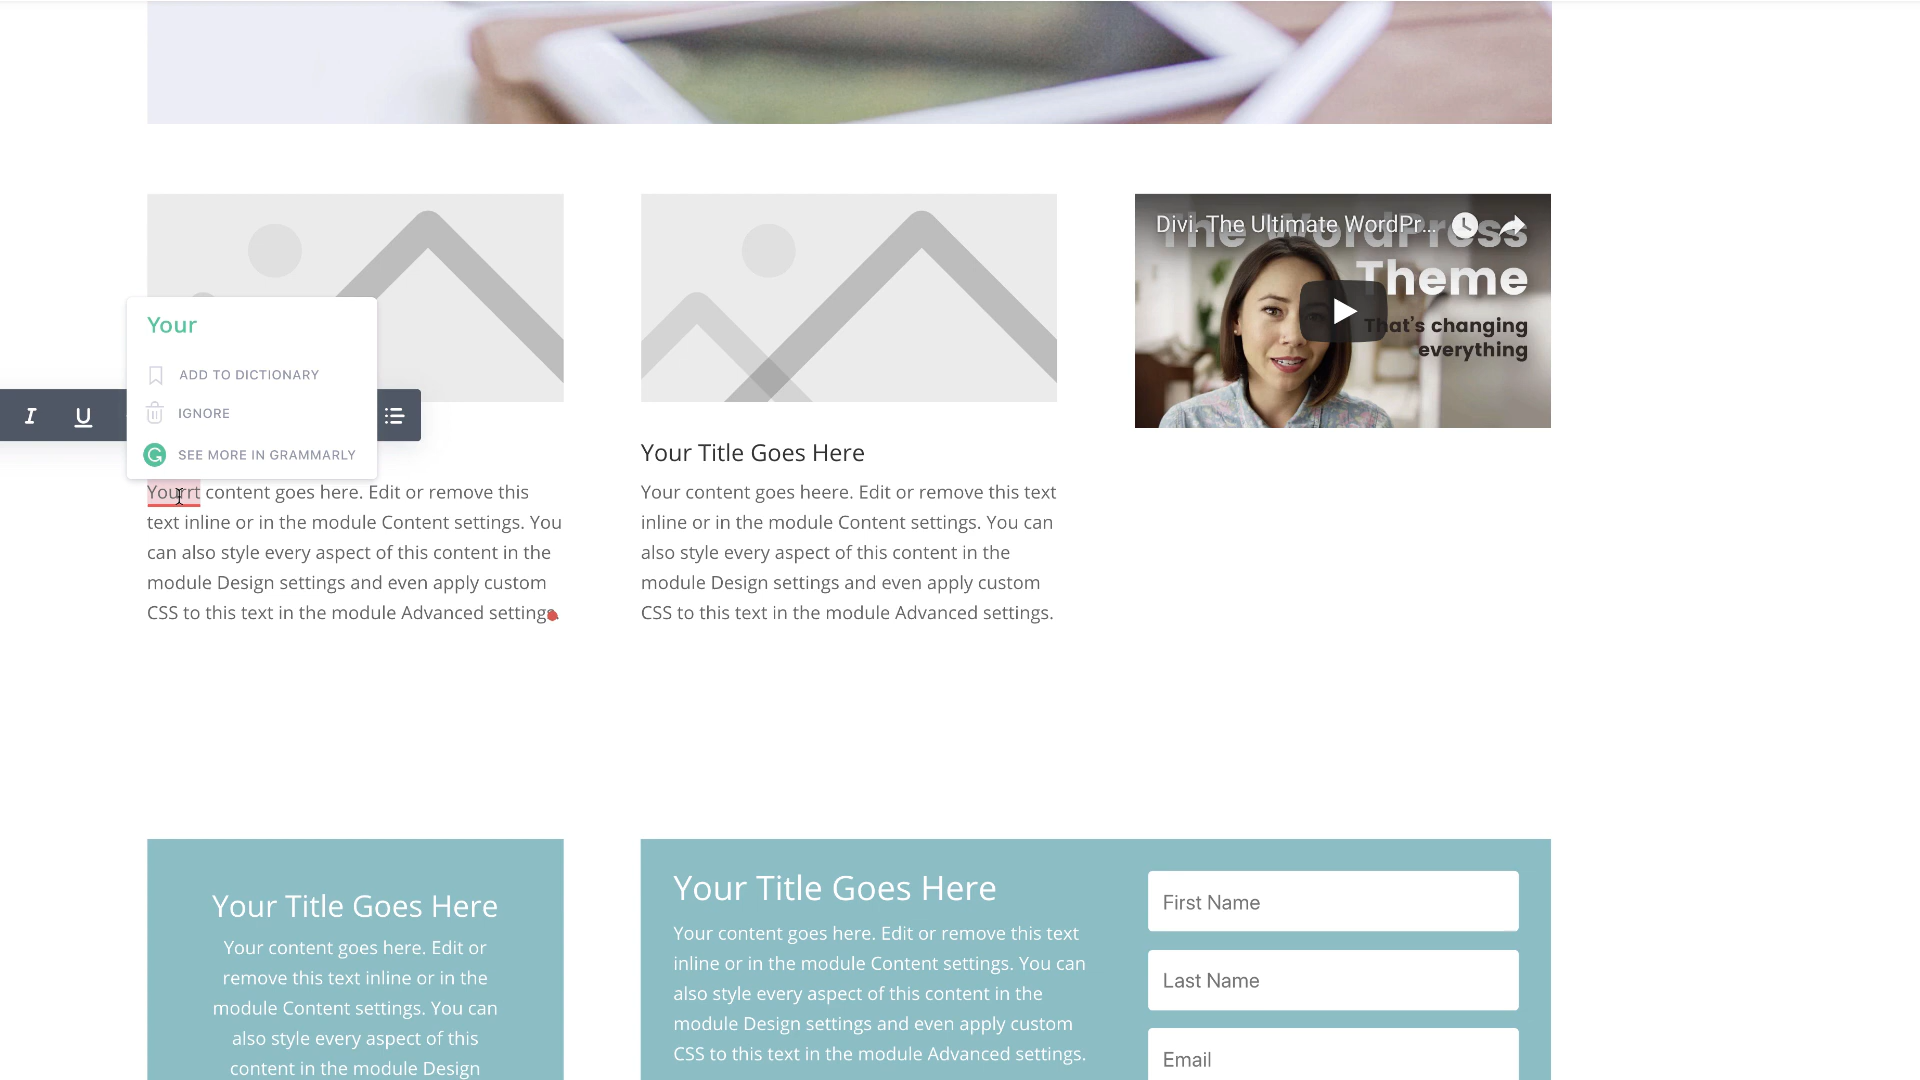 Divi. The Ultimate WordPr...
The WordPress
Theme
That's changing
everything
Your
ADD TO DICTIONARY
I U
IGNORE
SEE MORE IN GRAMMARLY
Yourrt content goes here. Edit or remove this
text inline or in the module Content settings. You
can also style every aspect of this content in the
module Design settings and even apply custom
CSS to this text in the module Advanced settings.
Your Title Goes Here
Your content goes heere. Edit or remove this text
inline or in the module Content settings. You can
also style every aspect of this content in the
module Design settings and even apply custom
CSS to this text in the module Advanced settings.
Your Title Goes Here
Your content goes here. Edit or
remove this text inline or in the
module Content settings. You can
also style every aspect of this
content in the module Design
Your Title Goes Here
Your content goes here. Edit or remove this text
inline or in the module Content settings. You can
also style every aspect of this content in the
module Design settings and even apply custom
CSS to this text in the module Advanced settings.
First Name
Last Name
Email